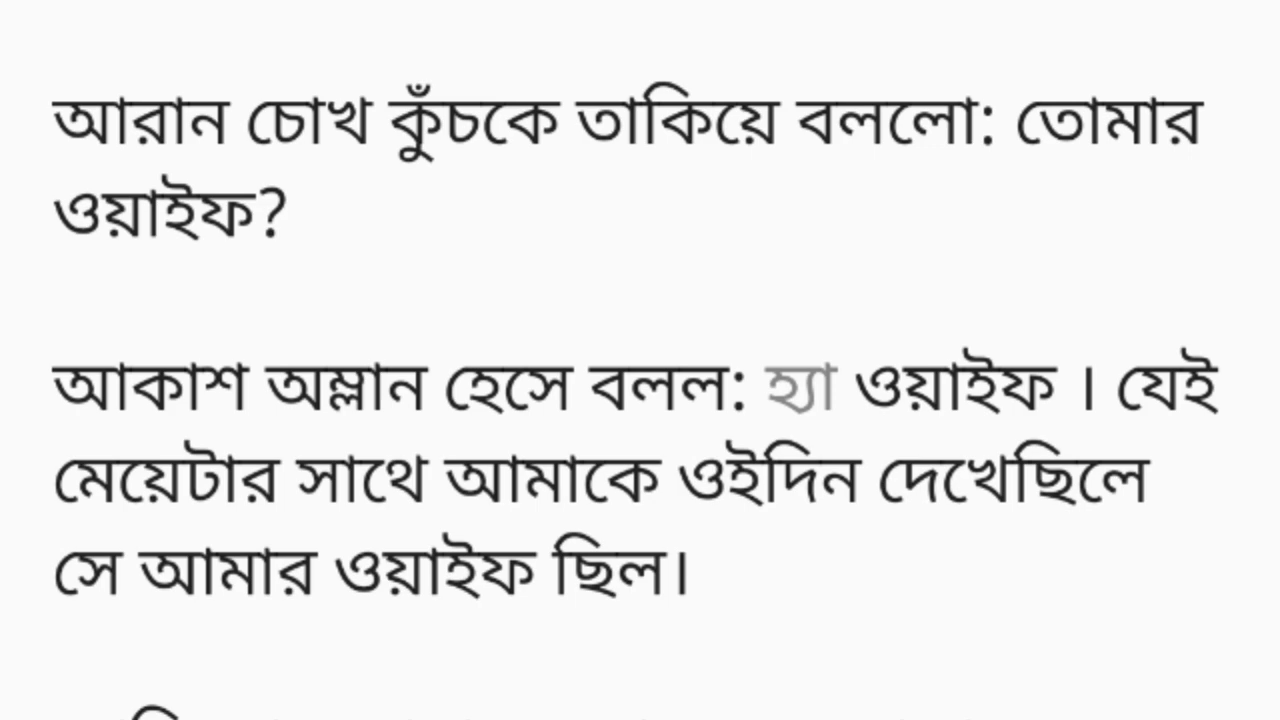 আরান চোখ কুঁচকে তাকিয়ে বললো: তোমার
ওয়াইফ?
আকাশ অম্লান হেসে বলল: হ্যা ওয়াইফ । যেই
মেয়েটার সাথে আমাকে ওইদিন দেখেছিলে
সে আমার ওয়াইফ ছিল।